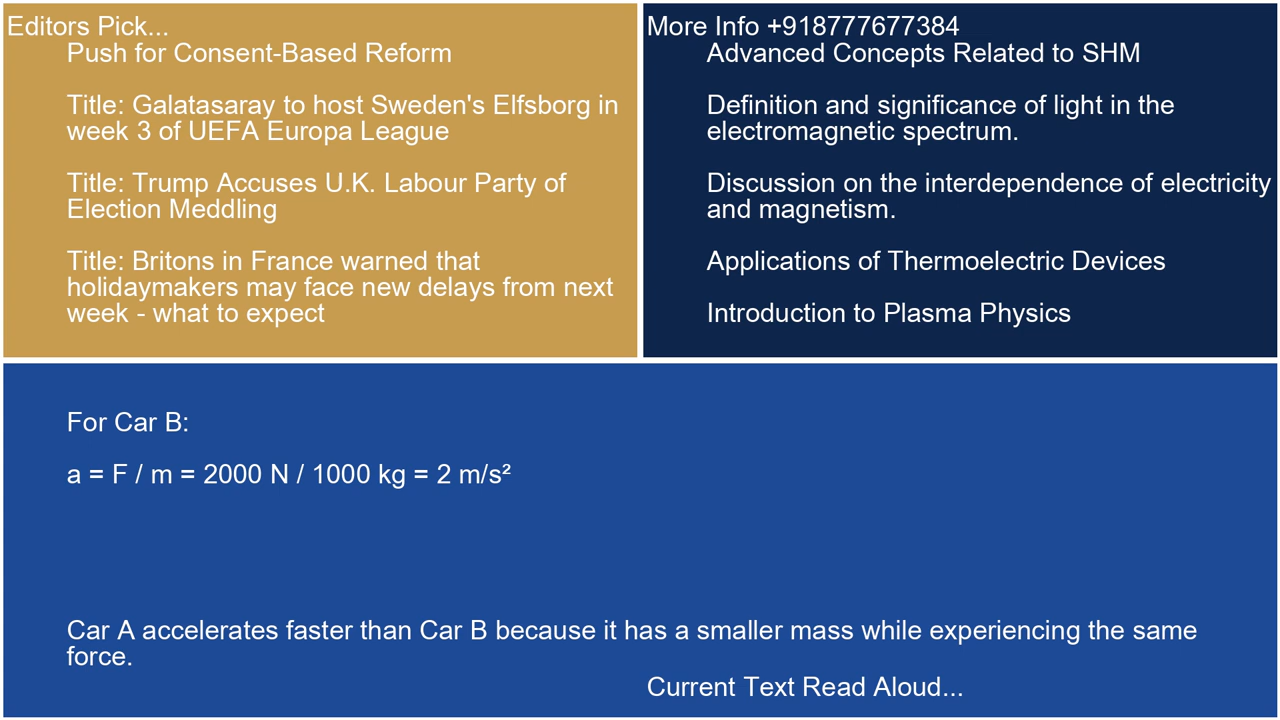 Editors Pick...
Push for Consent-Based Reform
Title: Galatasaray to host Sweden's Elfsborg in
week 3 of UEFA Europa League
Title: Trump Accuses U.K. Labour Party of
Election Meddling
Title: Britons in France warned that
holidaymakers may face new delays from next
week - what to expect
More Info +918777677384
Advanced Concepts Related to SHM
Definition and significance of light in the
electromagnetic spectrum.
Discussion on the interdependence of electricity
and magnetism.
Applications of Thermoelectric Devices
Introduction to Plasma Physics
For Car B:
a = F / m = 2000 N / 1000 kg = 2 m/s²
Car A accelerates faster than Car B because it has a smaller mass while experiencing the same
force.
Current Text Read Aloud...